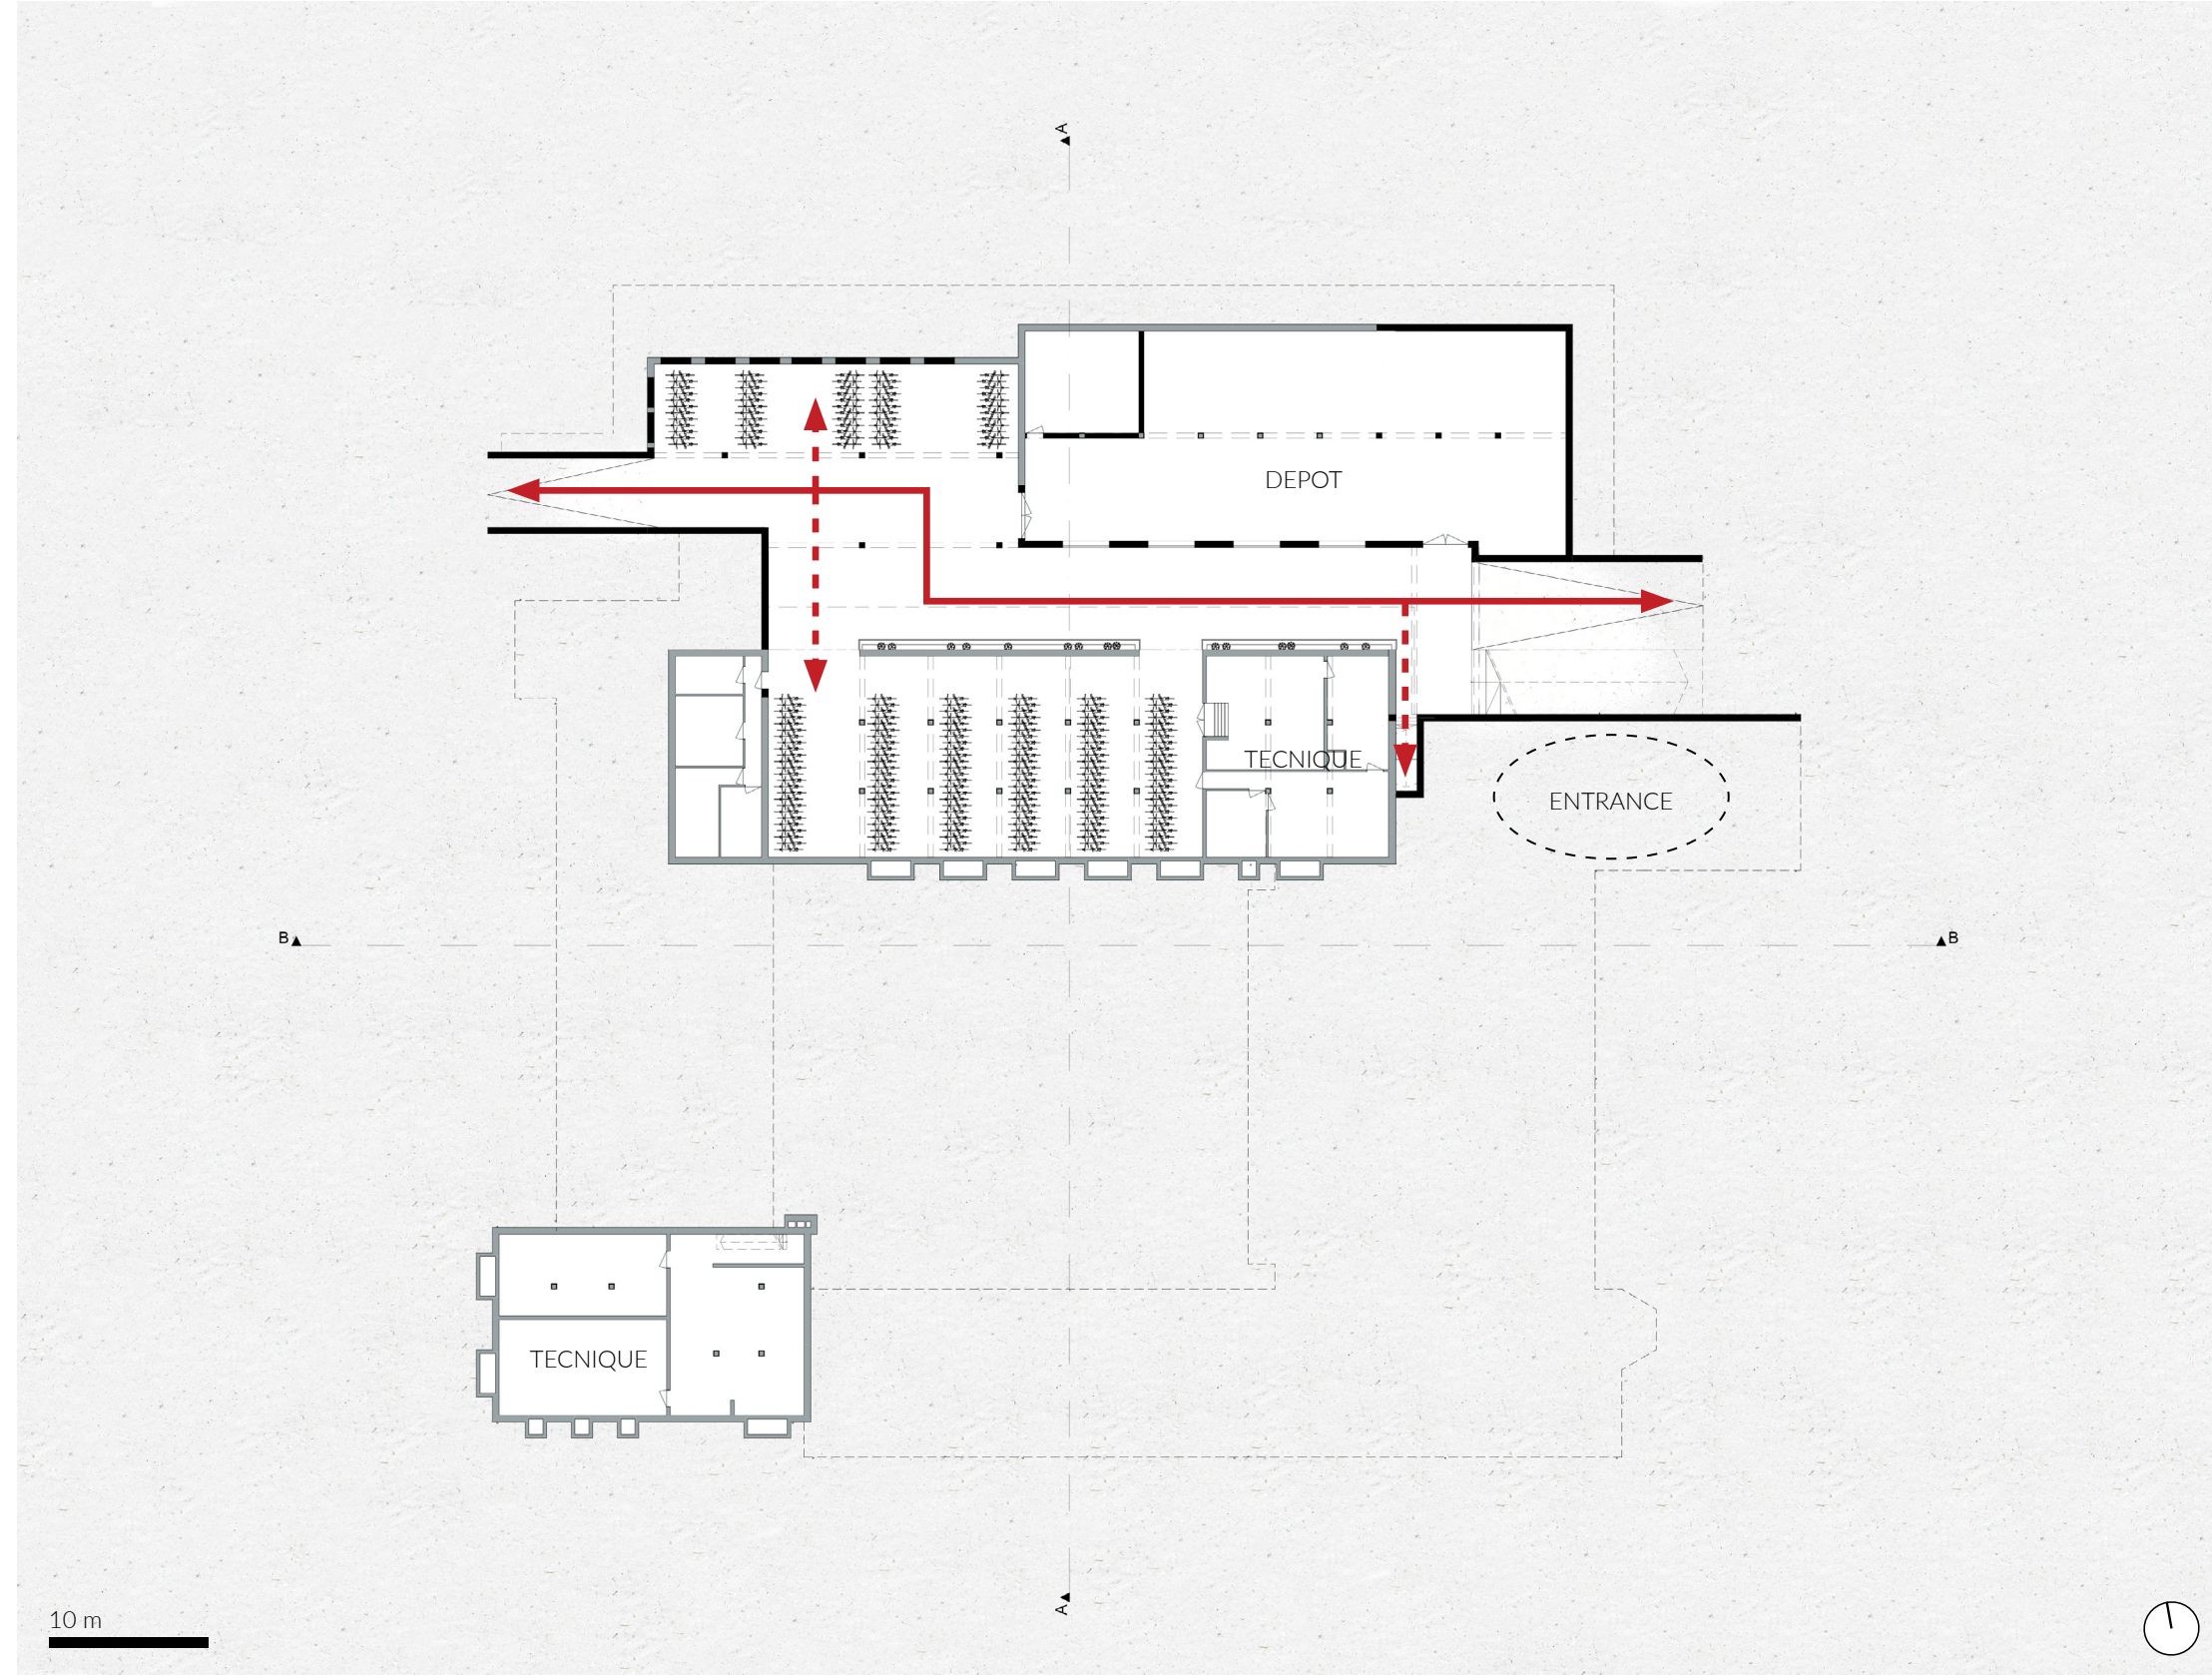 A
DEPOT
TECNIQUE
ENTRANCE
B
B
TECNIQUE
A
10 m